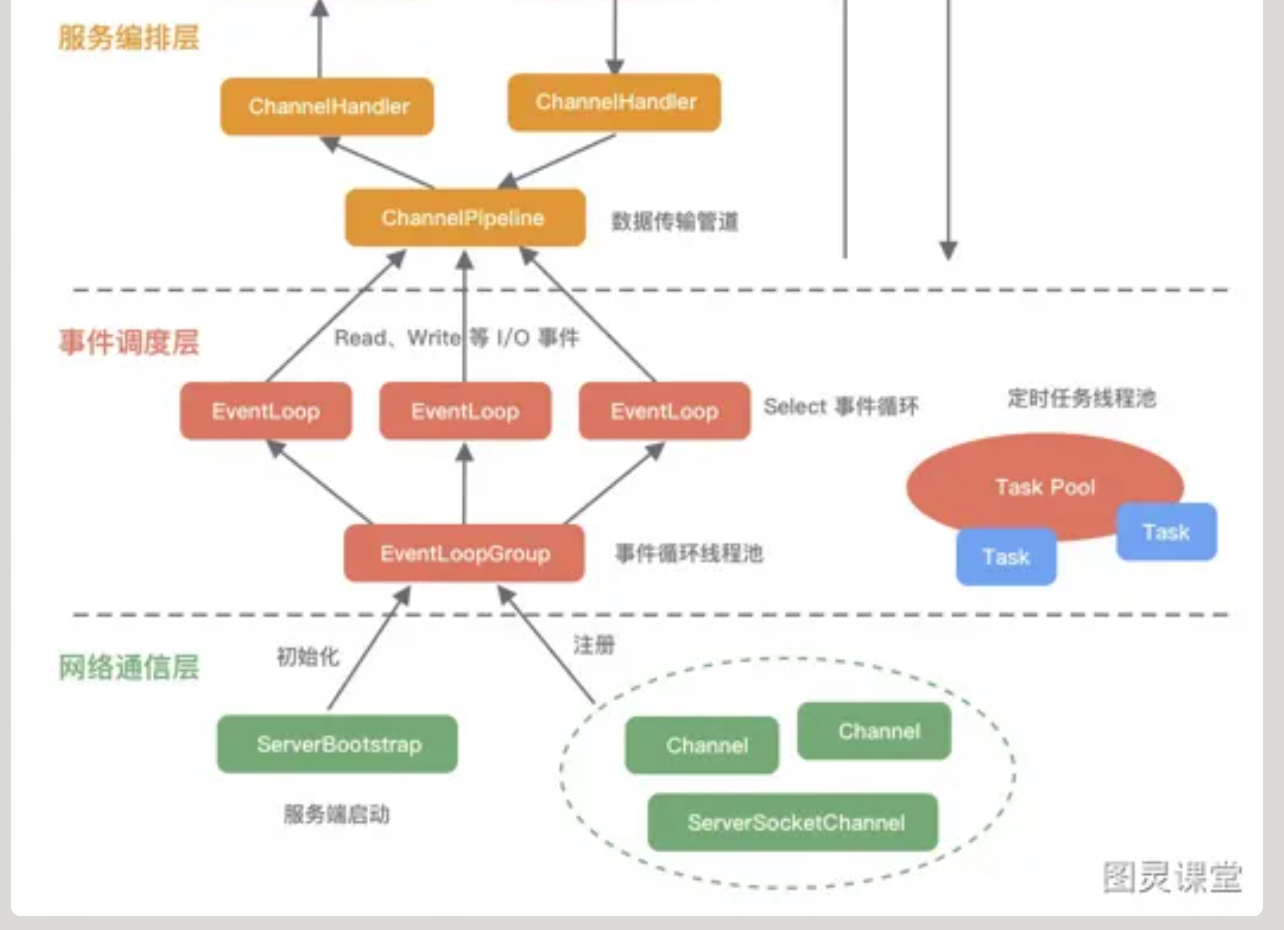 服务编排层
ChannelHandler
ChannelHandler
ChannelPipeline
数据传输管道
事件调度层
Read、Write 等 I/O 事件
EventLoop
EventLoop
EventLoop
Select 事件循环
定时任务线程池
Task Pool
Task
Task
EventLoopGroup
事件循环线程池
网络通信层
初始化
注册
ServerBootstrap
Channel
Channel
服务端启动
ServerSocketChannel
图灵课堂